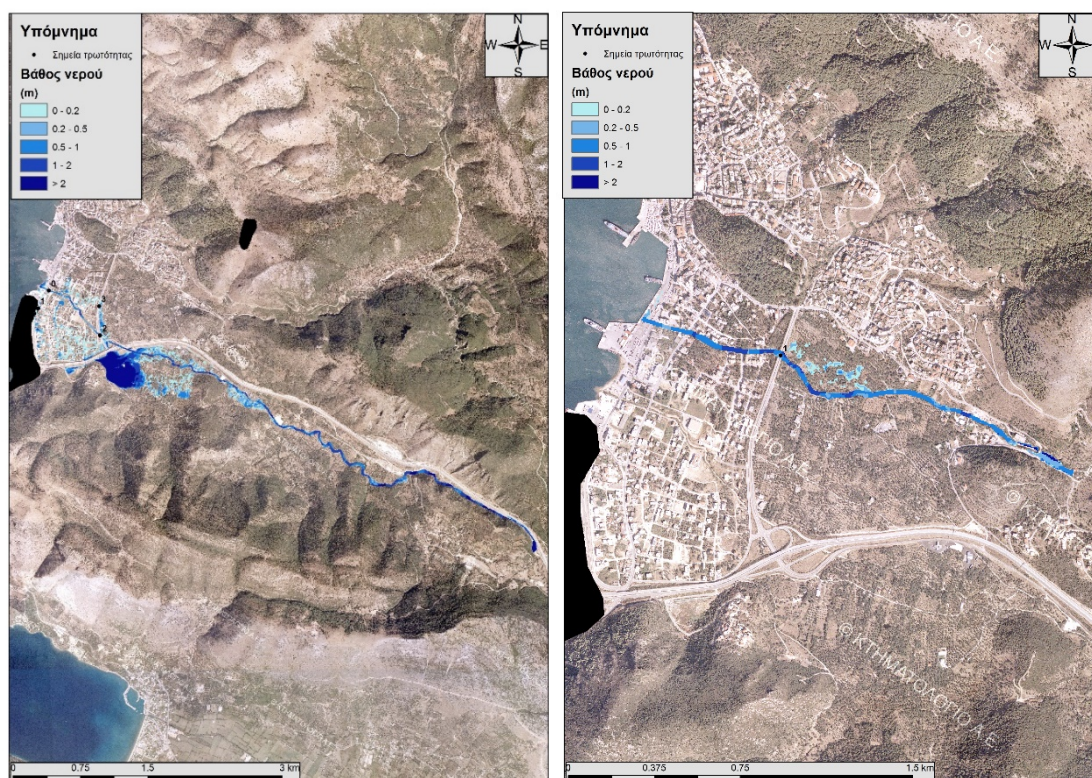 Υπόμνημα
• Σημεία τρωτότητας
Βάθος νερού
(m)
0 - 0.2
0.2 - 0.5
0.5 - 1
1 - 2
> 2
N
W E
S
0 0.75 1.5 3 km
Υπόμνημα
• Σημεία τρωτότητας
Βάθος νερού
(m)
0 - 0.2
0.2 - 0.5
0.5 - 1
1 - 2
> 2
N
W E
S
1
© ΚΤΗΜΑΤΟΛΟΓΙΟ Α.Ε
0 0.375 0.75 1.5 km